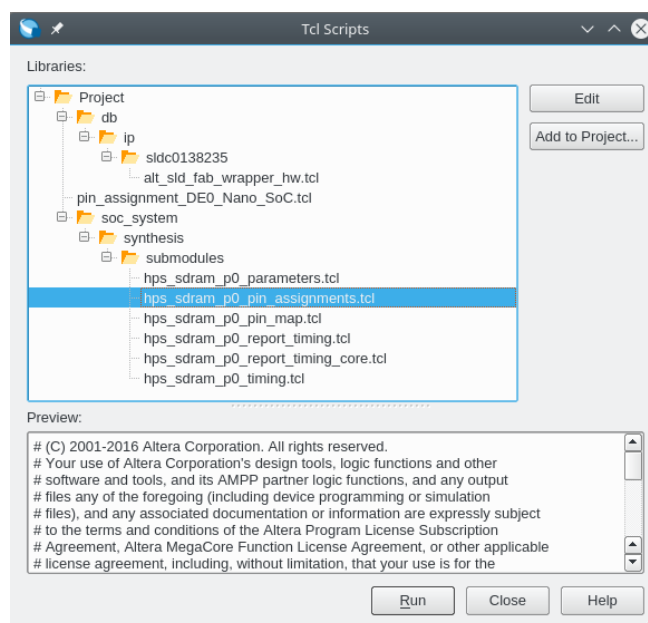 Tcl Scripts
Libraries:
Project
db
ip
sldc0138235
alt_sld_fab_wrapper_hw.tcl
pin_assignment_DE0_Nano_SoC.tcl
soc_system
synthesis
submodules
hps_sdram_p0_parameters.tcl
hps_sdram_p0_pin_assignments.tcl
hps_sdram_p0_pin_map.tcl
hps_sdram_p0_report_timing.tcl
hps_sdram_p0_report_timing_core.tcl
hps_sdram_p0_timing.tcl
Edit
Add to Project...
Preview:
# (C) 2001-2016 Altera Corporation. All rights reserved.
# Your use of Altera Corporation's design tools, logic functions and other
# software and tools, and its AMPP partner logic functions, and any output
# files any of the foregoing (including device programming or simulation
# files), and any associated documentation or information are expressly subject
# to the terms and conditions of the Altera Program License Subscription
# Agreement, Altera MegaCore Function License Agreement, or other applicable
# license agreement, including, without limitation, that your use is for the
Run Close Help